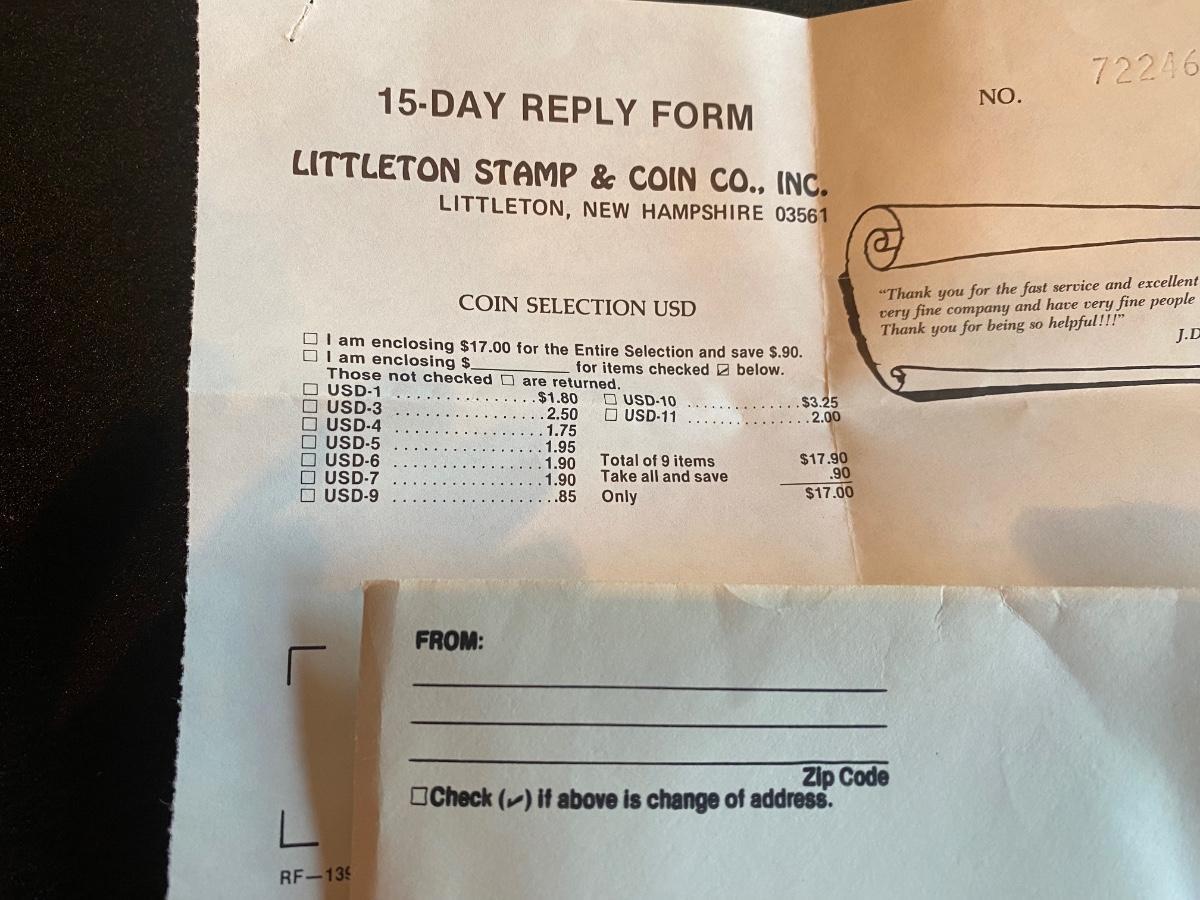 72246
NO.
15-DAY REPLY FORM
LITTLETON STAMP & COIN CO., INC.
LITTLETON, NEW HAMPSHIRE 03561
"Thank you for the fast service and excellent
very fine company and have very fine people
Thank you for being so helpful!!!"
J.D
COIN SELECTION USD
☐ I am enclosing $17.00 for the Entire Selection and save $.90.
☐ I am enclosing $__________ for items checked ☑ below.
Those not checked ☐ are returned.
☐ USD-1 ................$1.80
☐ USD-3 ................2.50
☐ USD-4 ................1.75
☐ USD-5 ................1.95
☐ USD-6 ................1.90
☐ USD-7 ................1.90
☐ USD-9 ................85
☐ USD-10 .............$3.25
☐ USD-11 ..............2.00
Total of 9 items $17.90
Take all and save .90
Only $17.00
FROM:
Zip Code
☐Check (✓) if above is change of address.
RF—139